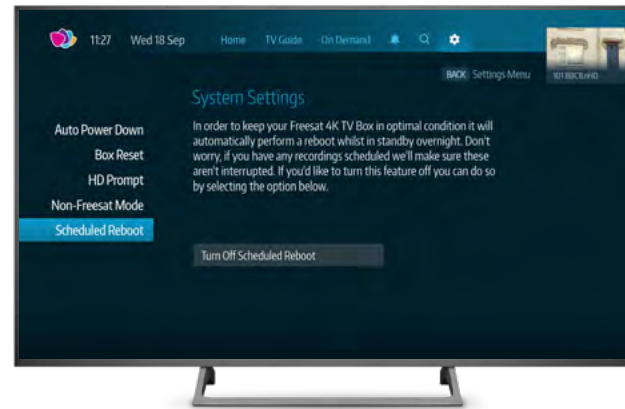 11:27 Wed 18 Sep Home TV Guide On Demand
BACK Settings Menu
System Settings
Auto Power Down
Box Reset
HD Prompt
Non-Freesat Mode
Scheduled Reboot
In order to keep your Freesat 4K TV Box in optimal condition it will
automatically perform a reboot whilst in standby overnight. Don't
worry, if you have any recordings scheduled we'll make sure these
aren't interrupted. If you'd like to turn this feature off you can do so
by selecting the option below.
Turn Off Scheduled Reboot